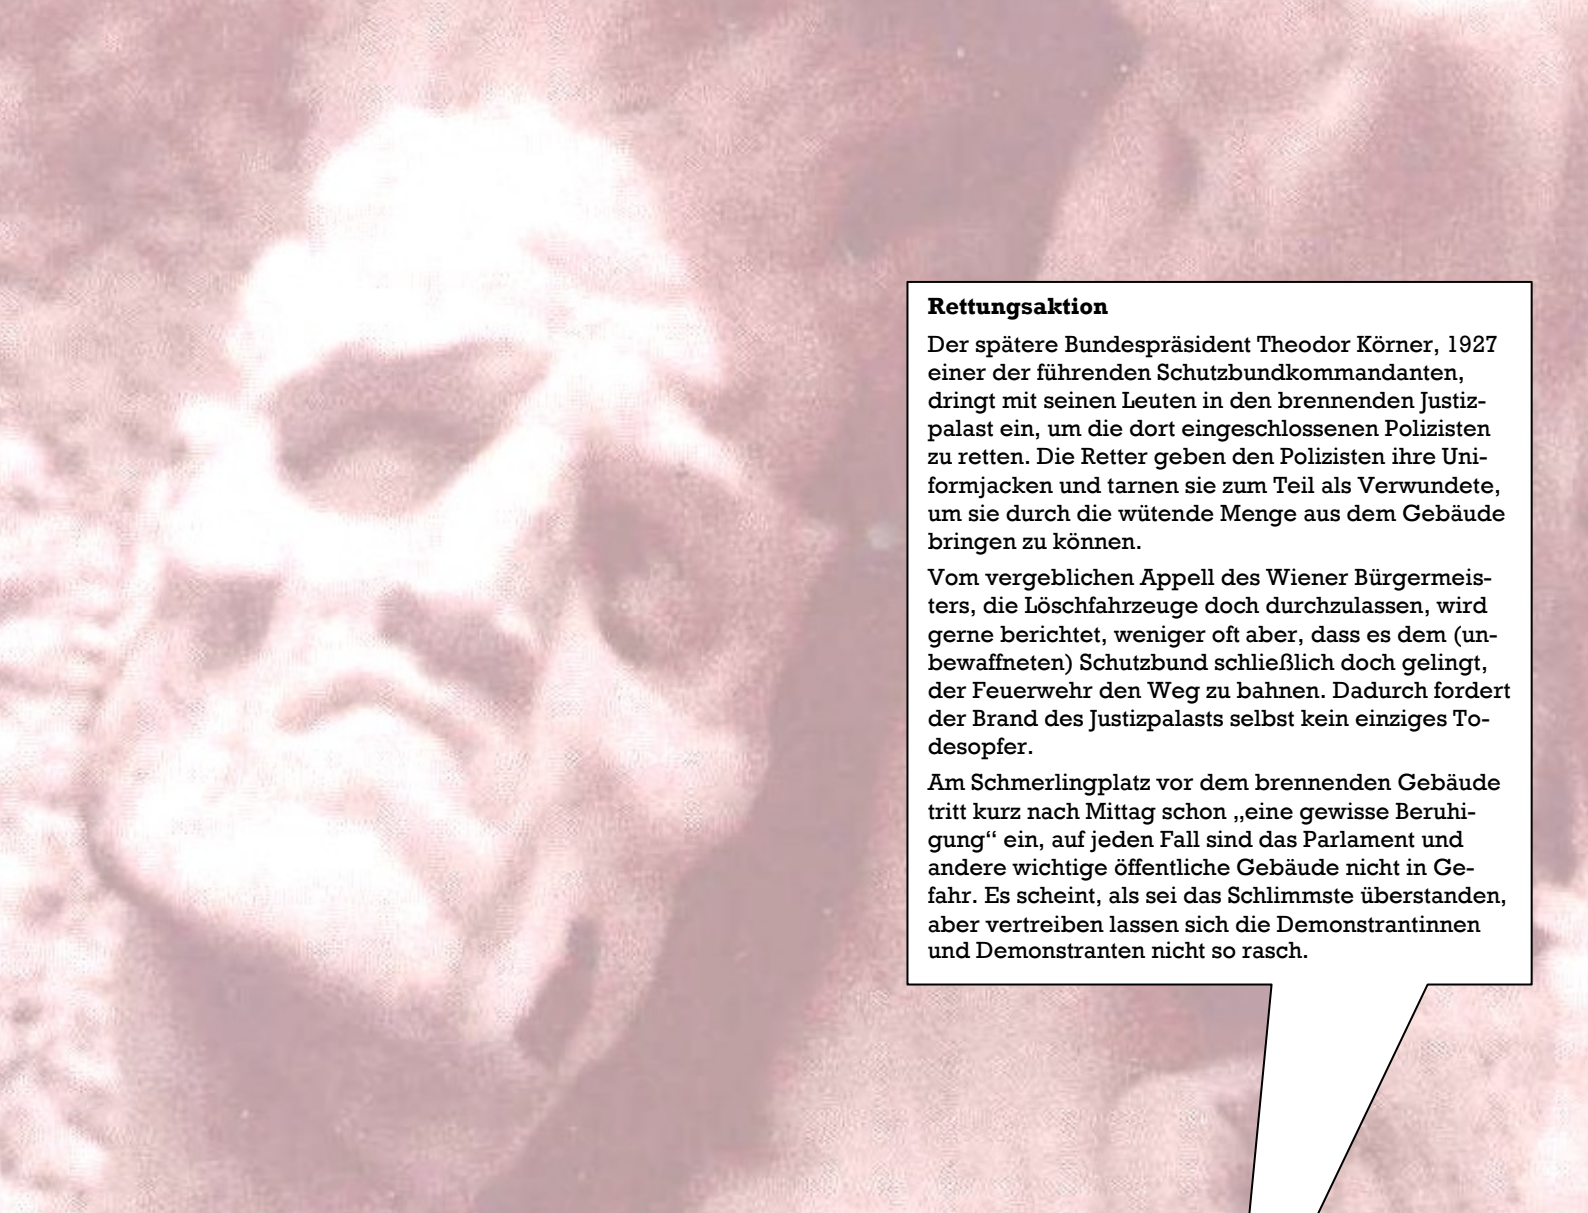 Rettungsaktion
Der spätere Bundespräsident Theodor Körner, 1927
einer der führenden Schutzbundkommandanten,
dringt mit seinen Leuten in den brennenden Justiz-
palast ein, um die dort eingeschlossenen Polizisten
zu retten. Die Retter geben den Polizisten ihre Uni-
formjacken und tarnen sie zum Teil als Verwundete,
um sie durch die wütende Menge aus dem Gebäude
bringen zu können.
Vom vergeblichen Appell des Wiener Bürgermeis-
ters, die Löschfahrzeuge doch durchzulassen, wird
gerne berichtet, weniger oft aber, dass es dem (un-
bewaffneten) Schutzbund schließlich doch gelingt,
der Feuerwehr den Weg zu bahnen. Dadurch fordert
der Brand des Justizpalasts selbst kein einziges To-
desopfer.
Am Schmerlingplatz vor dem brennenden Gebäude
tritt kurz nach Mittag schon „eine gewisse Beruhi-
gung“ ein, auf jeden Fall sind das Parlament und
andere wichtige öffentliche Gebäude nicht in Ge-
fahr. Es scheint, als sei das Schlimmste überstanden,
aber vertreiben lassen sich die Demonstrantinnen
und Demonstranten nicht so rasch.